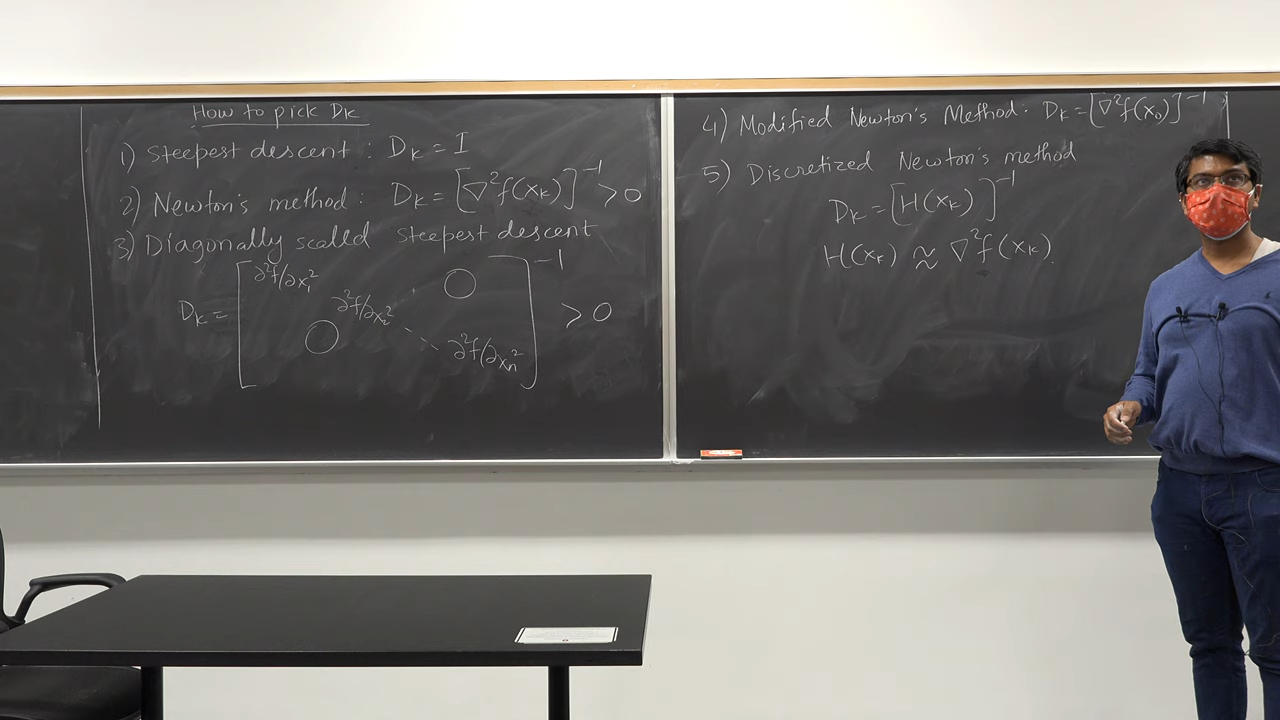 How to pick Dₖ
1) Steepest descent : Dₖ = I
2) Newton's method : Dₖ = [∇²f(xₖ)]⁻¹ > 0
3) Diagonally scalled steepest descent
Dₖ = [ ∂²f/∂x₁² ∂²f/∂x₂² ⋱ ∂²f/∂xₙ² ]⁻¹ > 0
4) Modified Newton's Method. Dₖ = [∇²f(x₀)]⁻¹
5) Discretized Newton's method
Dₖ = [H(xₖ)]⁻¹
H(xₖ) ≈ ∇²f(xₖ).